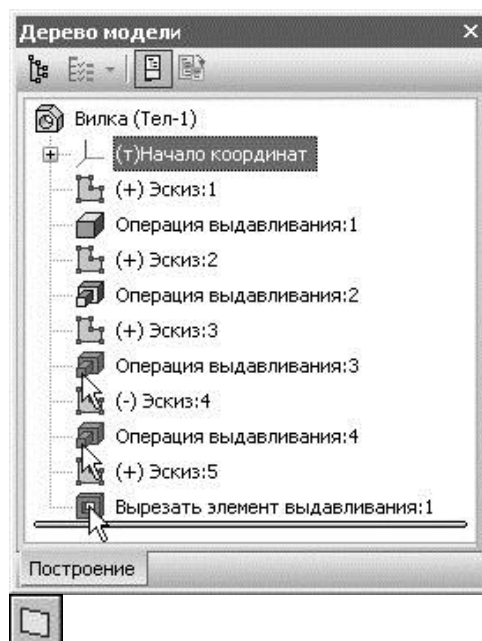 Дерево модели
Вилка (Тел-1)
(т)Начало координат
(+) Эскиз:1
Операция выдавливания:1
(+) Эскиз:2
Операция выдавливания:2
(+) Эскиз:3
Операция выдавливания:3
(-) Эскиз:4
Операция выдавливания:4
(+) Эскиз:5
Вырезать элемент выдавливания:1
Построение